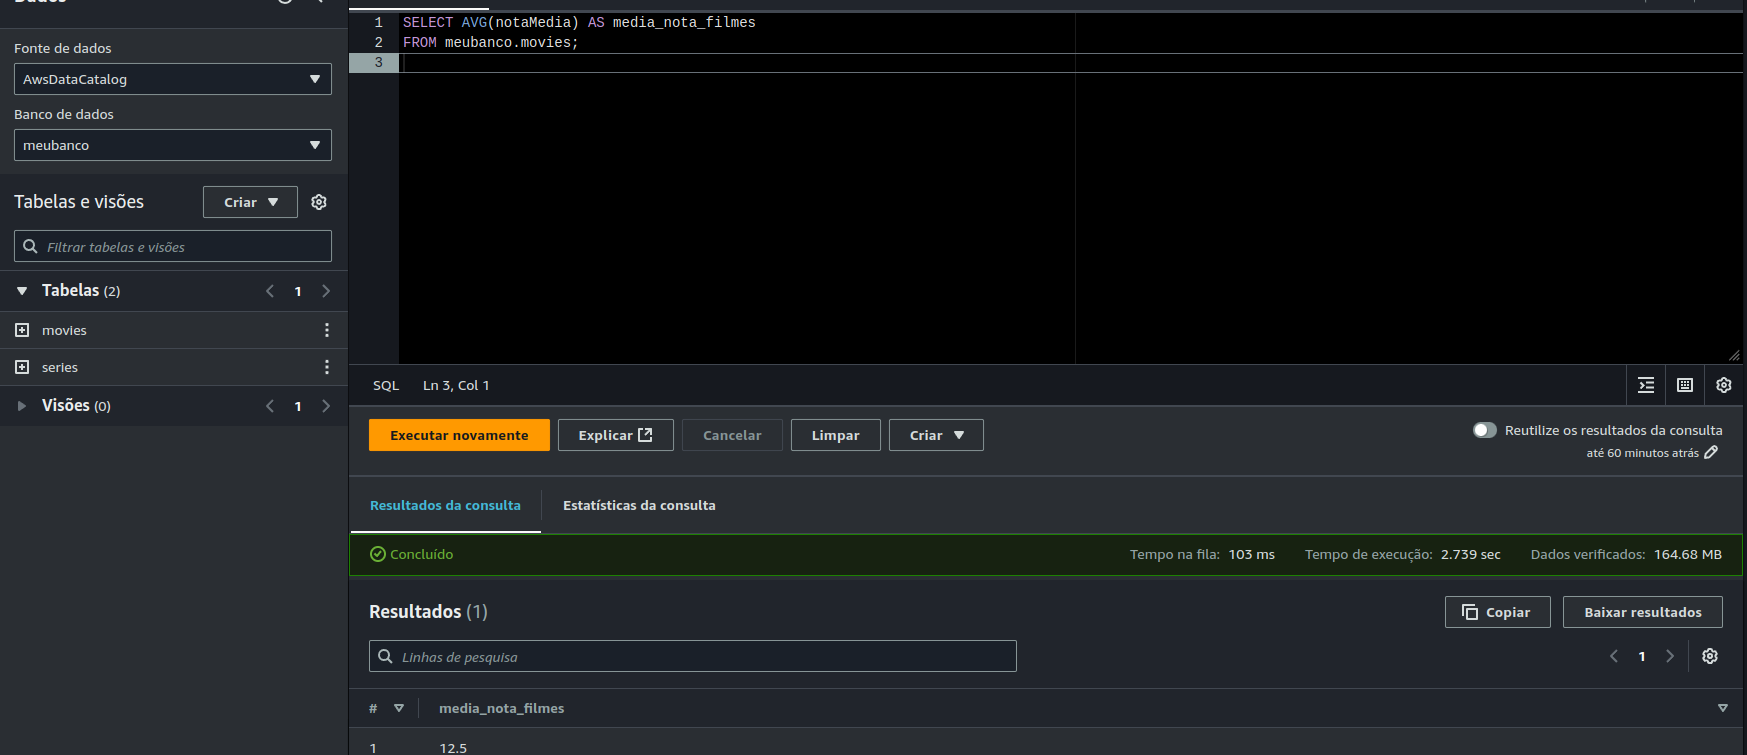 Dados
Fonte de dados
AwsDataCatalog
Banco de dados
meubanco
Tabelas e visões
Criar
Filtrar tabelas e visões
Tabelas (2)
1
movies
series
Visões (0)
1
1 SELECT AVG(notaMedia) AS media_nota_filmes
2 FROM meubanco.movies;
3
SQL Ln 3, Col 1
Executar novamente Explicar Cancelar Limpar Criar
Reutilize os resultados da consulta
até 60 minutos atrás
Resultados da consulta Estatísticas da consulta
Concluído Tempo na fila: 103 ms Tempo de execução: 2.739 sec Dados verificados: 164.68 MB
Resultados (1) Copiar Baixar resultados
Linhas de pesquisa 1
# media_nota_filmes
1 12.5